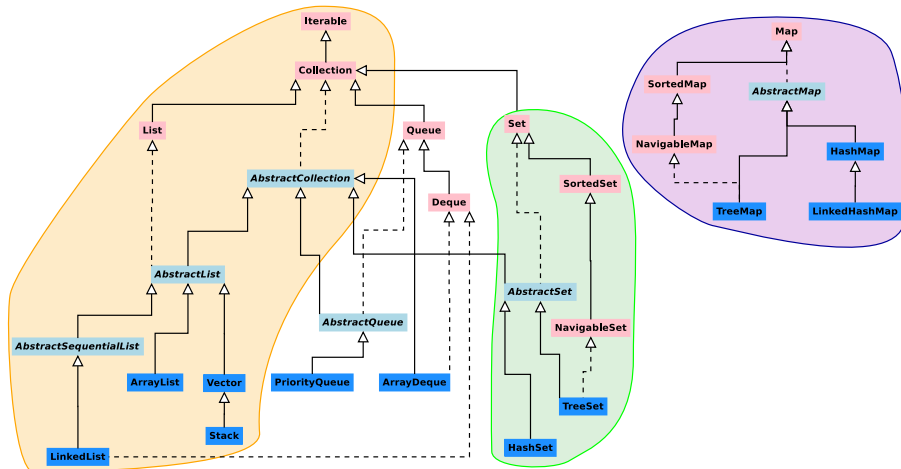 Iterable
Map
Collection
SortedMap
AbstractMap
List
Queue
Set
NavigableMap
HashMap
AbstractCollection
SortedSet
Deque
TreeMap
LinkedHashMap
AbstractList
AbstractSet
AbstractQueue
NavigableSet
AbstractSequentialList
ArrayList
Vector
PriorityQueue
ArrayDeque
TreeSet
Stack
HashSet
LinkedList